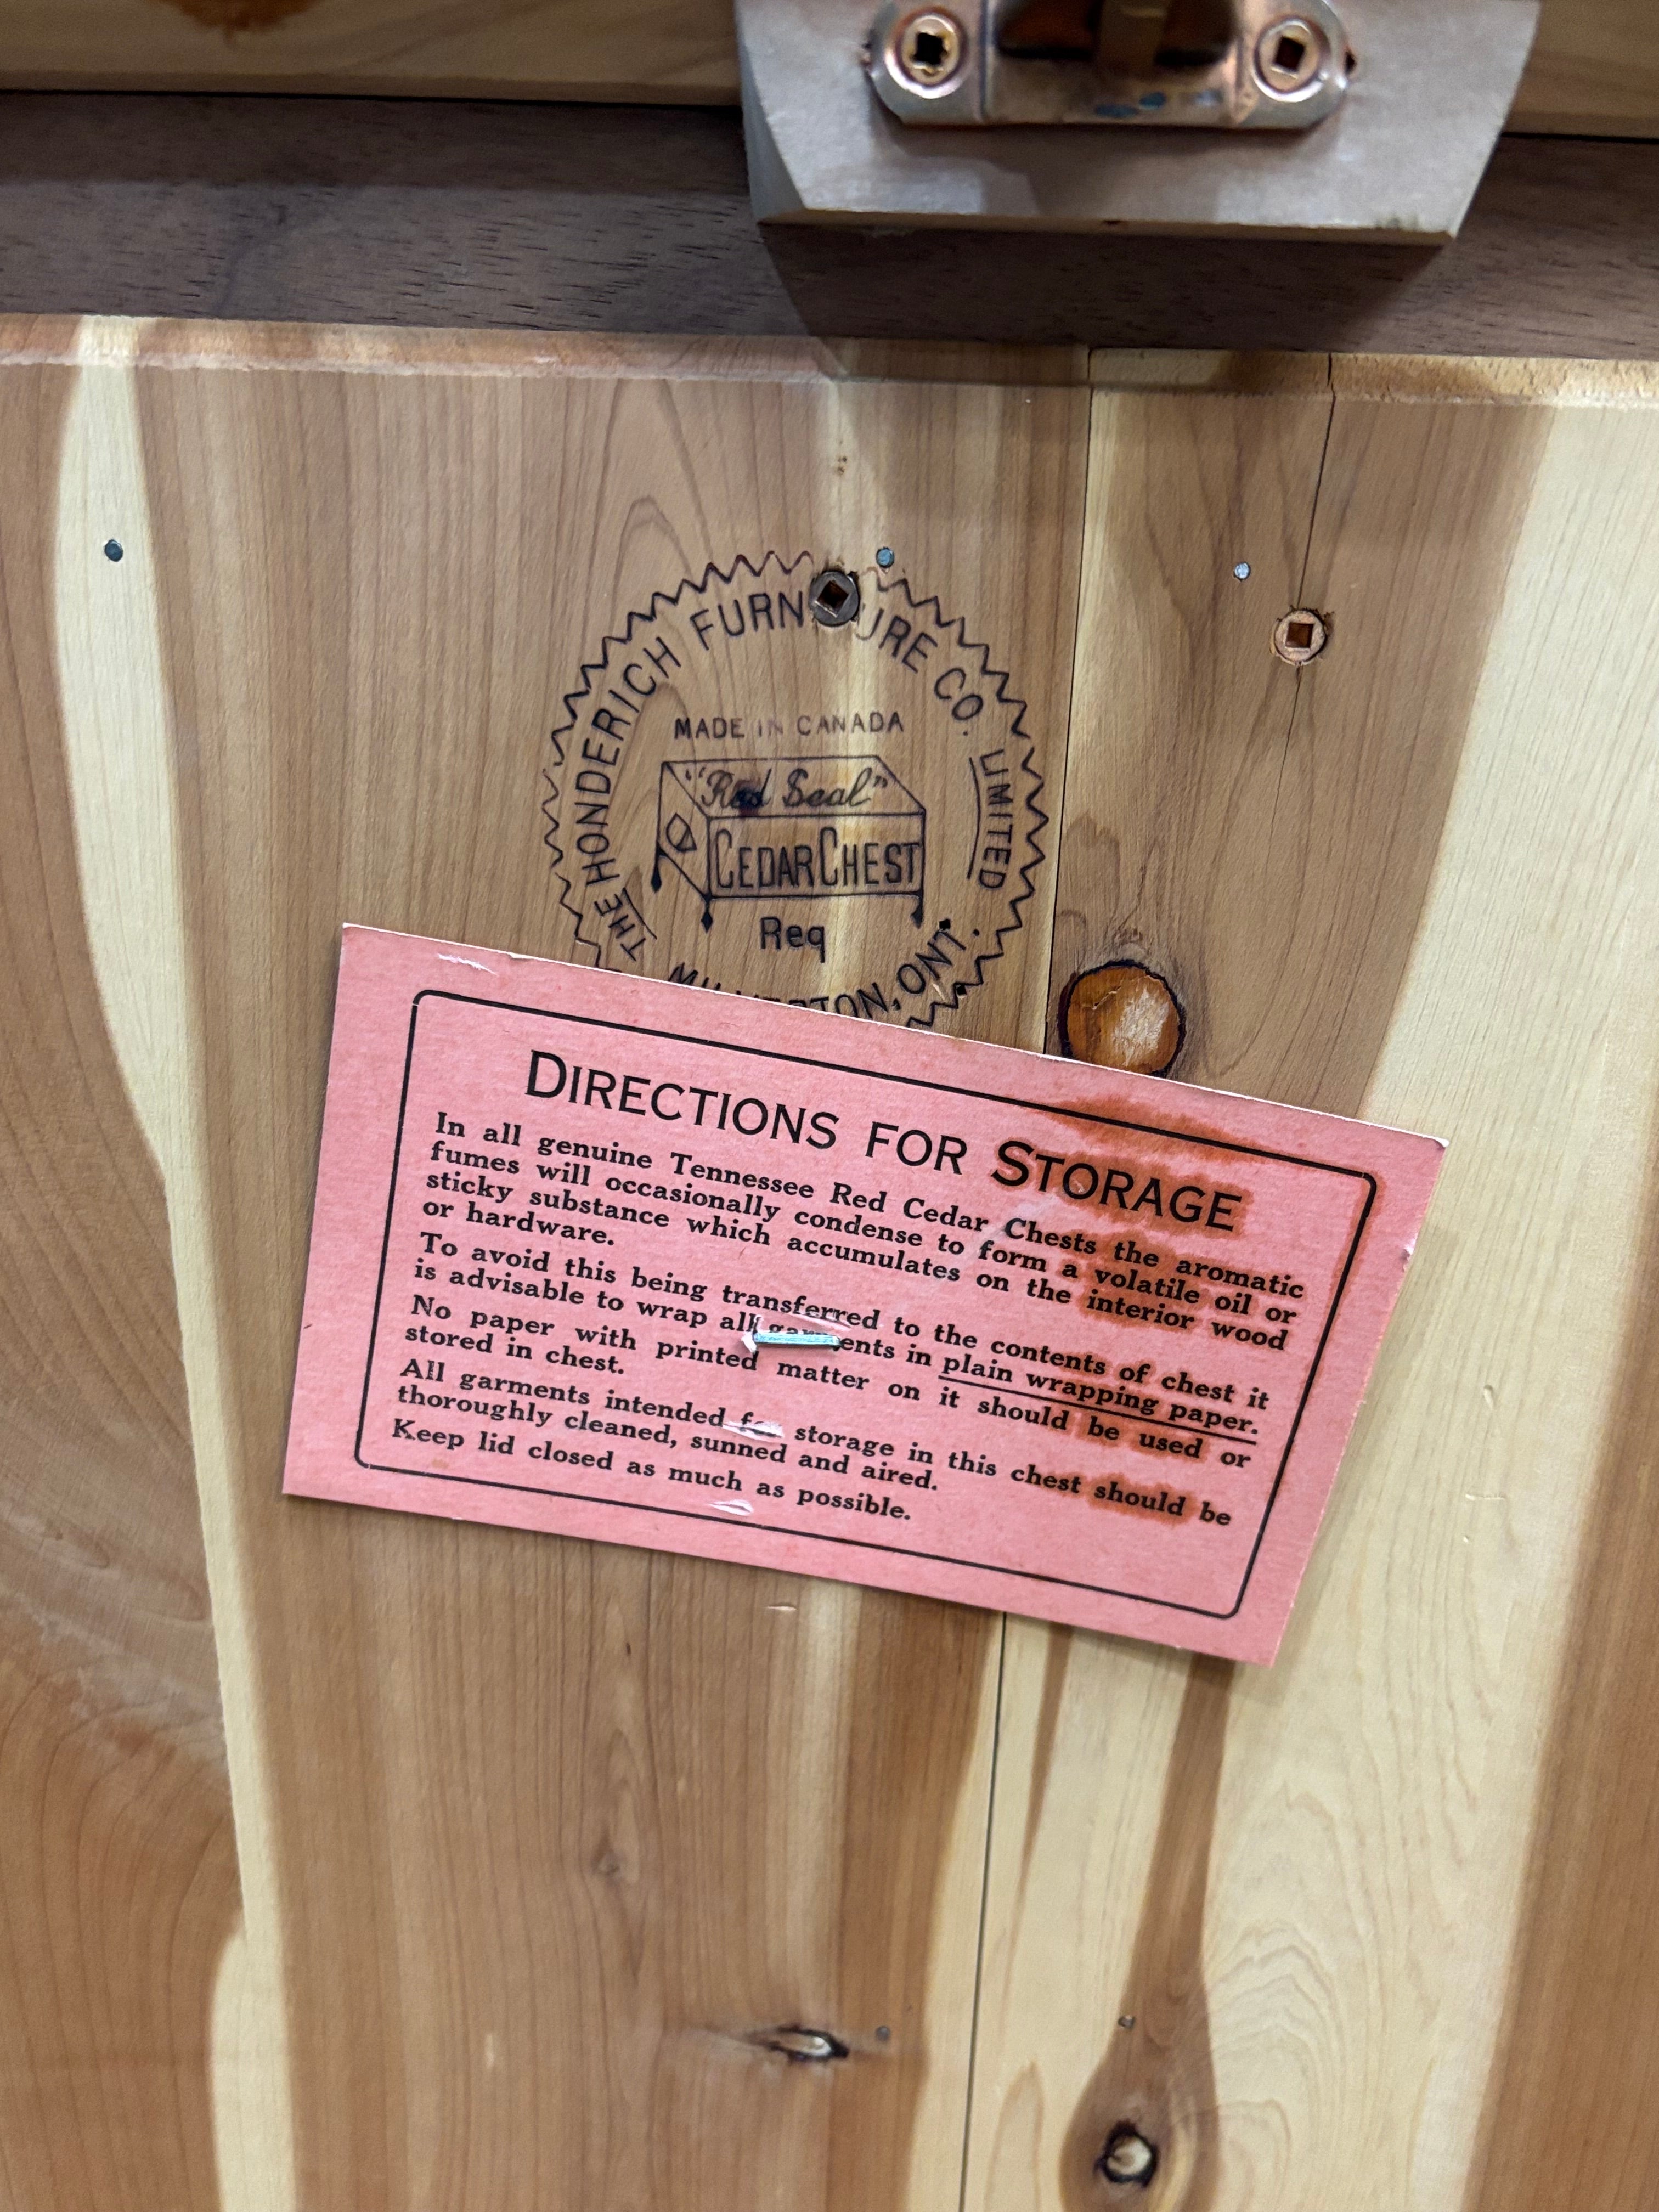 THE HONDERICH FURNITURE CO. LIMITED
MADE IN CANADA
"Red Seal"
CEDAR CHEST
Req
MILVERTON, ONT.
DIRECTIONS FOR STORAGE
In all genuine Tennessee Red Cedar Chests the aromatic
fumes will occasionally condense to form a volatile oil or
sticky substance which accumulates on the interior wood
or hardware.
To avoid this being transferred to the contents of chest it
is advisable to wrap all garments in plain wrapping paper.
No paper with printed matter on it should be used or
stored in chest.
All garments intended for storage in this chest should be
thoroughly cleaned, sunned and aired.
Keep lid closed as much as possible.